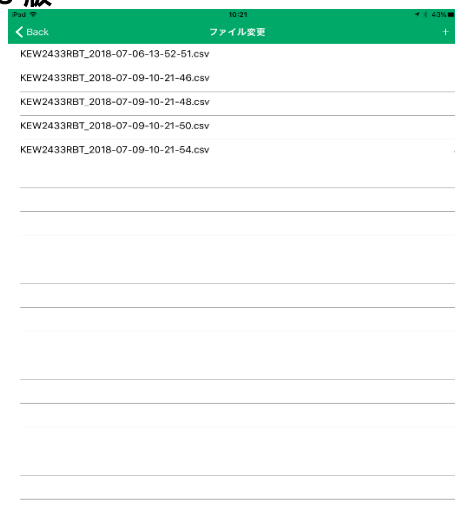 iPad 10:21 43%
Back ファイル変更 +
KEW2433RBT_2018-07-06-13-52-51.csv
KEW2433RBT_2018-07-09-10-21-46.csv
KEW2433RBT_2018-07-09-10-21-48.csv
KEW2433RBT_2018-07-09-10-21-50.csv
KEW2433RBT_2018-07-09-10-21-54.csv